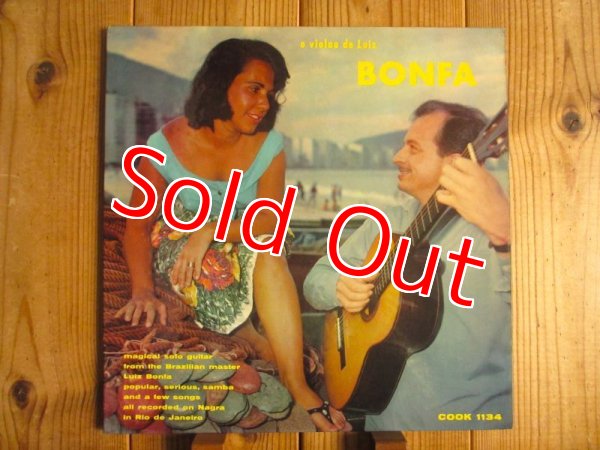 o violao de Luiz
BONFA
Sold Out
magical solo guitar
from the Brazilian master
Luiz Bonfa
popular, serious, samba
and a few songs
all recorded on Nagra
in Rio de Janeiro
COOK 1134